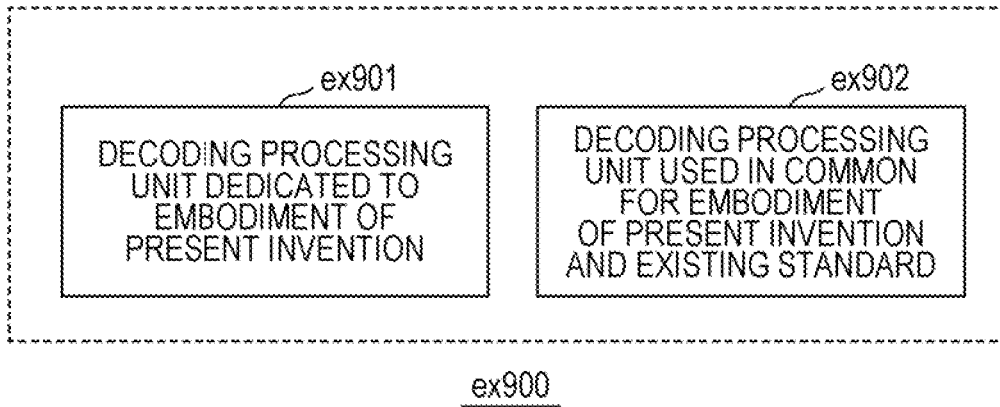 ex901
DECODING PROCESSING
UNIT DEDICATED TO
EMBODIMENT OF
PRESENT INVENTION
ex902
DECODING PROCESSING
UNIT USED IN COMMON
FOR EMBODIMENT
OF PRESENT INVENTION
AND EXISTING STANDARD
ex900